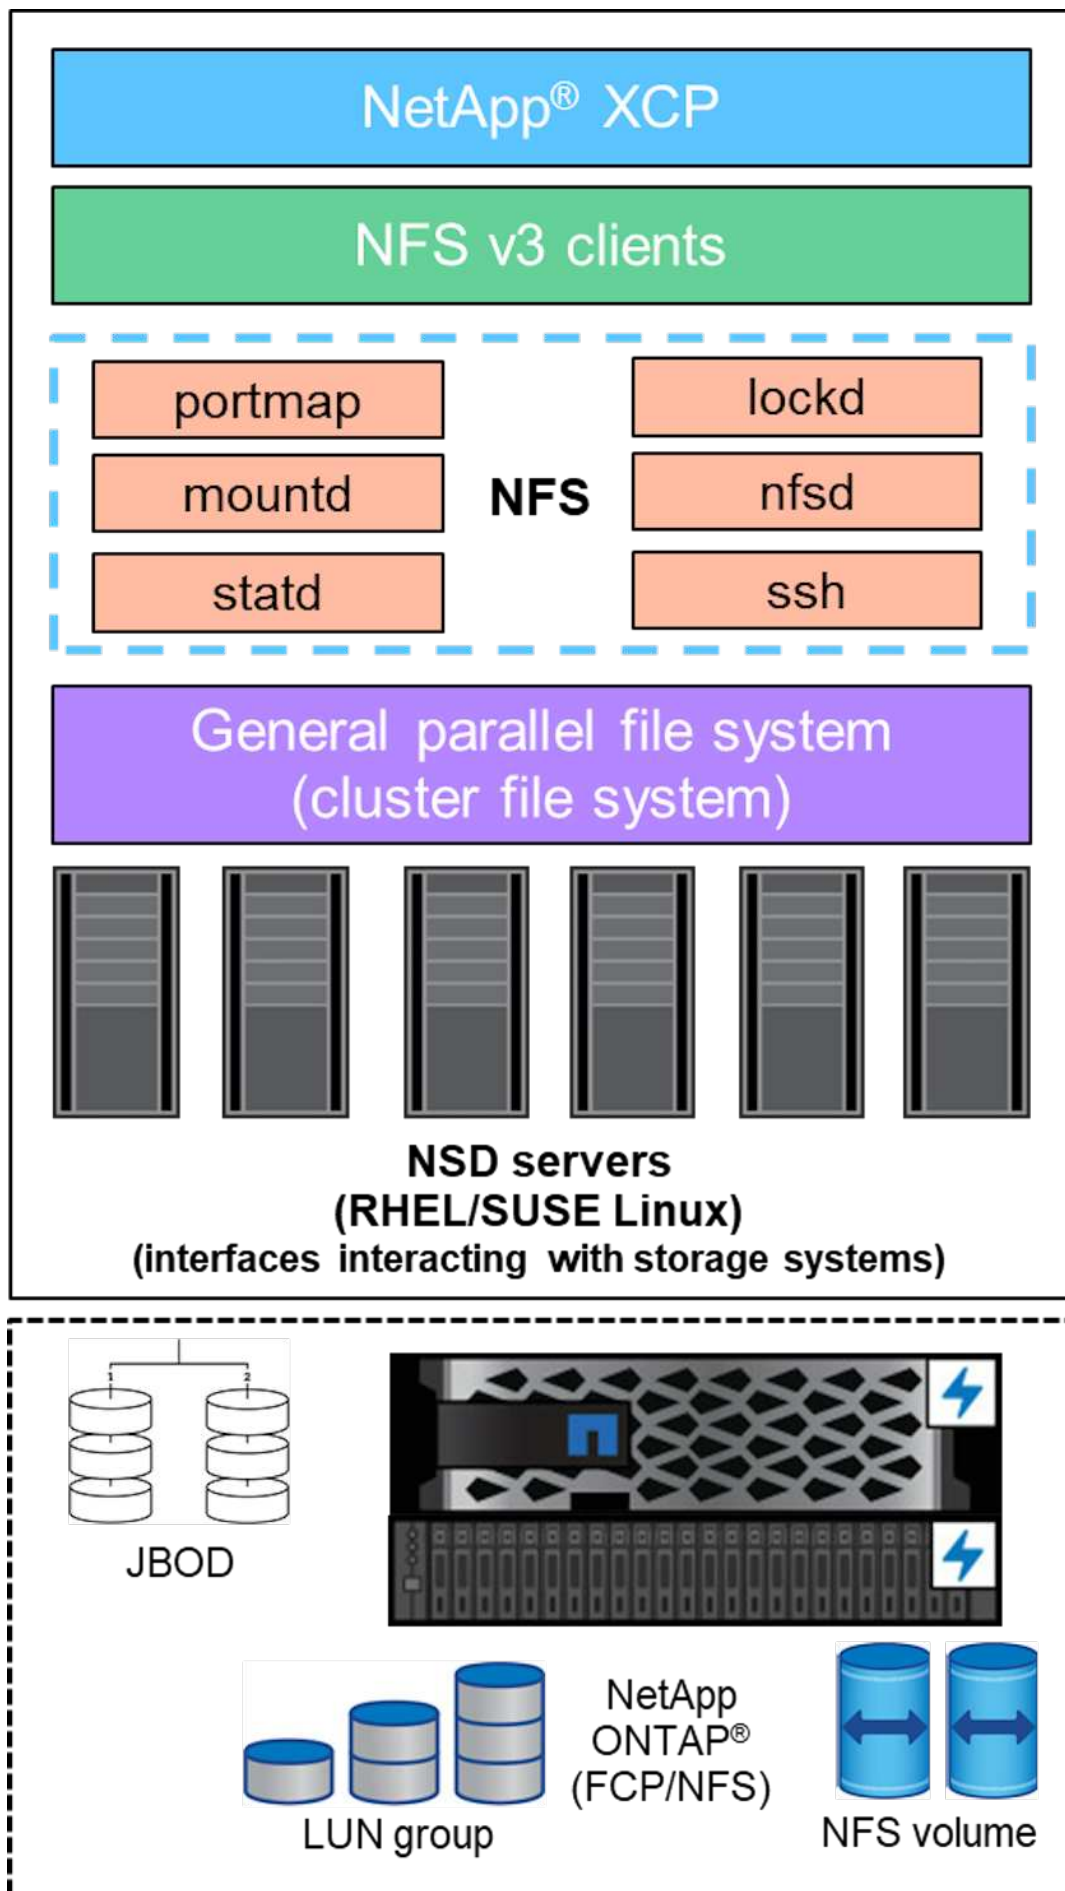 NetApp® XCP
NFS v3 clients
portmap
lockd
mountd
NFS
nfsd
statd
ssh
General parallel file system
(cluster file system)
NSD servers
(RHEL/SUSE Linux)
(interfaces interacting with storage systems)
1
2
JBOD
NetApp
ONTAP®
(FCP/NFS)
LUN group
NFS volume